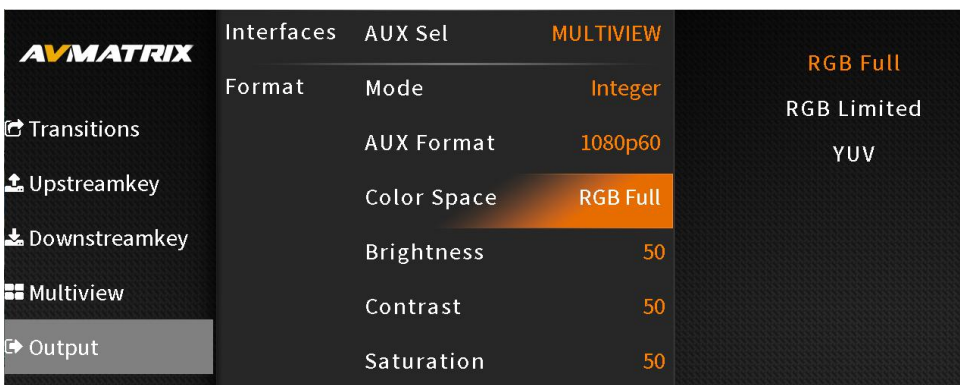 AVMATRIX
Transitions
Upstreamkey
Downstreamkey
Multiview
Output
Interfaces AUX Sel MULTIVIEW
Format Mode Integer
AUX Format 1080p60
Color Space RGB Full
Brightness 50
Contrast 50
Saturation 50
RGB Full
RGB Limited
YUV